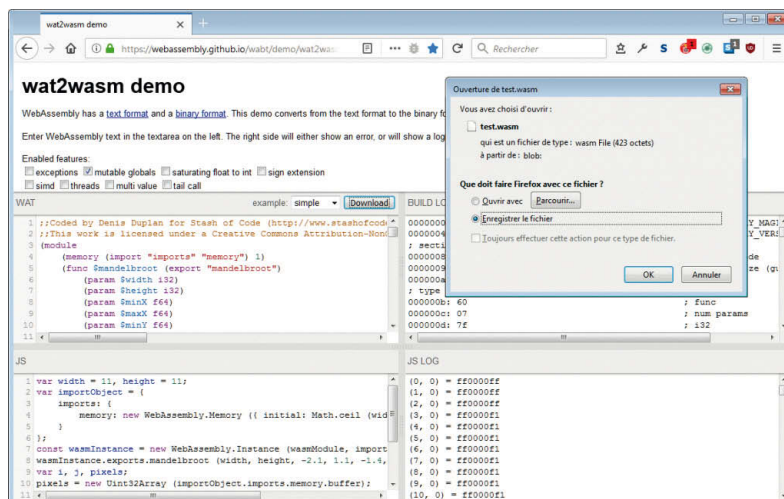 wat2wasm demo
https://webassembly.github.io/wabt/demo/wat2was
Rechercher
wat2wasm demo
WebAssembly has a text format and a binary format. This demo converts from the text format to the binary fo
Enter WebAssembly text in the textarea on the left. The right side will either show an error, or will show a log
Enabled features:
exceptions mutable globals saturating float to int sign extension
simd threads multi value tail call
WAT
example: simple Download
1 ;;Coded by Denis Duplan for Stash of Code (http://www.stashofcode
2 ;;This work is licensed under a Creative Commons Attribution-Non
3 (module
4 (memory (import "imports" "memory") 1)
5 (func $mandelbroot (export "mandelbroot")
6 (param $width i32)
7 (param $height i32)
8 (param $minX f64)
9 (param $maxX f64)
10 (param $minY f64)
11
BUILD LO
0000000
0000004
; secti
0000008
0000009
000000a
; type
000000b: 60 ; func
000000c: 07 ; num params
000000d: 7f ; i32
Y_MAGI
Y_VERS
de
ze (gu
Ouverture de test.wasm
Vous avez choisi d'ouvrir :
test.wasm
qui est un fichier de type : wasm File (423 octets)
à partir de : blob:
Que doit faire Firefox avec ce fichier ?
Ouvrir avec Parcourir...
Enregistrer le fichier
Toujours effectuer cette action pour ce type de fichier.
OK Annuler
JS
1 var width = 11, height = 11;
2 var importObject = {
3 imports: {
4 memory: new WebAssembly.Memory ({ initial: Math.ceil (wid
5 }
6 };
7 const wasmInstance = new WebAssembly.Instance (wasmModule, import
8 wasmInstance.exports.mandelbroot (width, height, -2.1, 1.1, -1.4,
9 var i, j, pixels;
10 pixels = new Uint32Array (importObject.imports.memory.buffer);
11
JS LOG
(0, 0) = ff0000ff
(1, 0) = ff0000ff
(2, 0) = ff0000ff
(3, 0) = ff0000f1
(4, 0) = ff0000f1
(5, 0) = ff0000f1
(6, 0) = ff0000f1
(7, 0) = ff0000f1
(8, 0) = ff0000f1
(9, 0) = ff0000f1
(10, 0) = ff0000f1